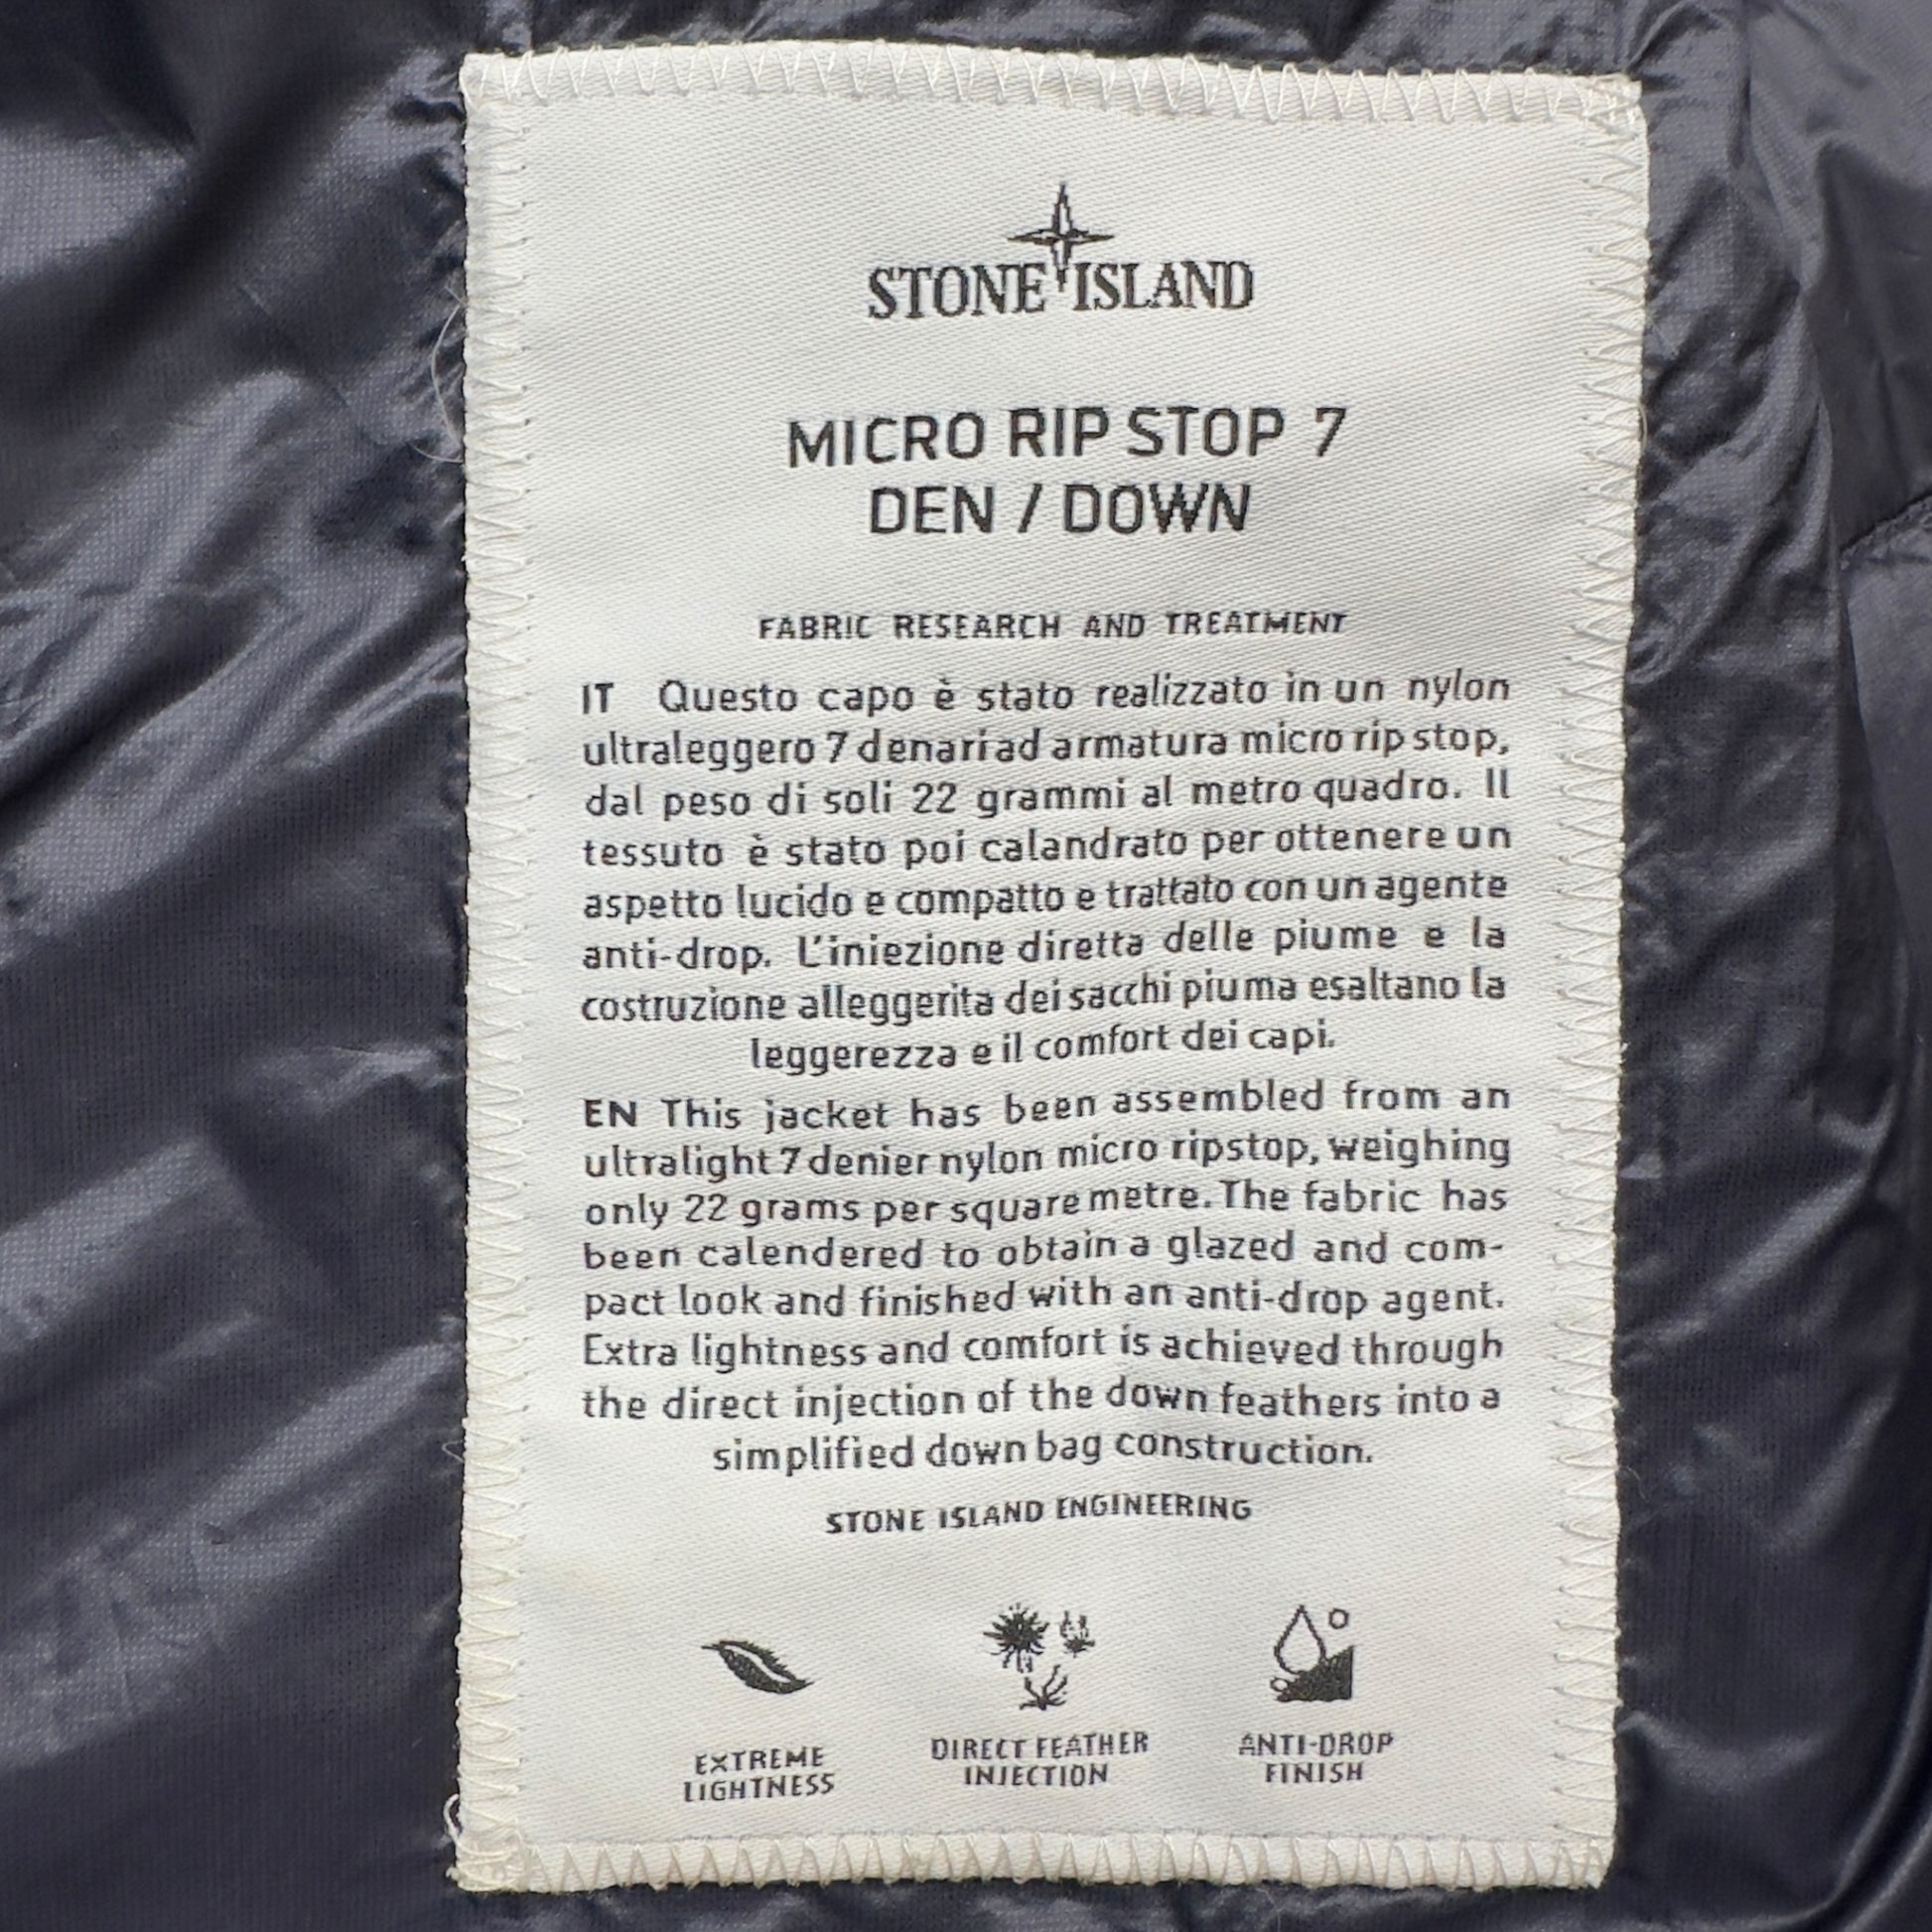 STONE ISLAND
MICRO RIP STOP 7
DEN / DOWN
FABRIC RESEARCH AND TREATMENT
IT Questo capo è stato realizzato in un nylon
ultraleggero 7 denari ad armatura micro rip stop,
dal peso di soli 22 grammi al metro quadro. Il
tessuto è stato poi calandrato per ottenere un
aspetto lucido e compatto e trattato con un agente
anti-drop. L'iniezione diretta delle piume e la
costruzione alleggerita dei sacchi piuma esaltano la
leggerezza e il comfort dei capi.
EN This jacket has been assembled from an
ultralight 7 denier nylon micro ripstop, weighing
only 22 grams per square metre. The fabric has
been calendered to obtain a glazed and com-
pact look and finished with an anti-drop agent.
Extra lightness and comfort is achieved through
the direct injection of the down feathers into a
simplified down bag construction.
STONE ISLAND ENGINEERING
EXTREME
LIGHTNESS
DIRECT FEATHER
INJECTION
ANTI-DROP
FINISH